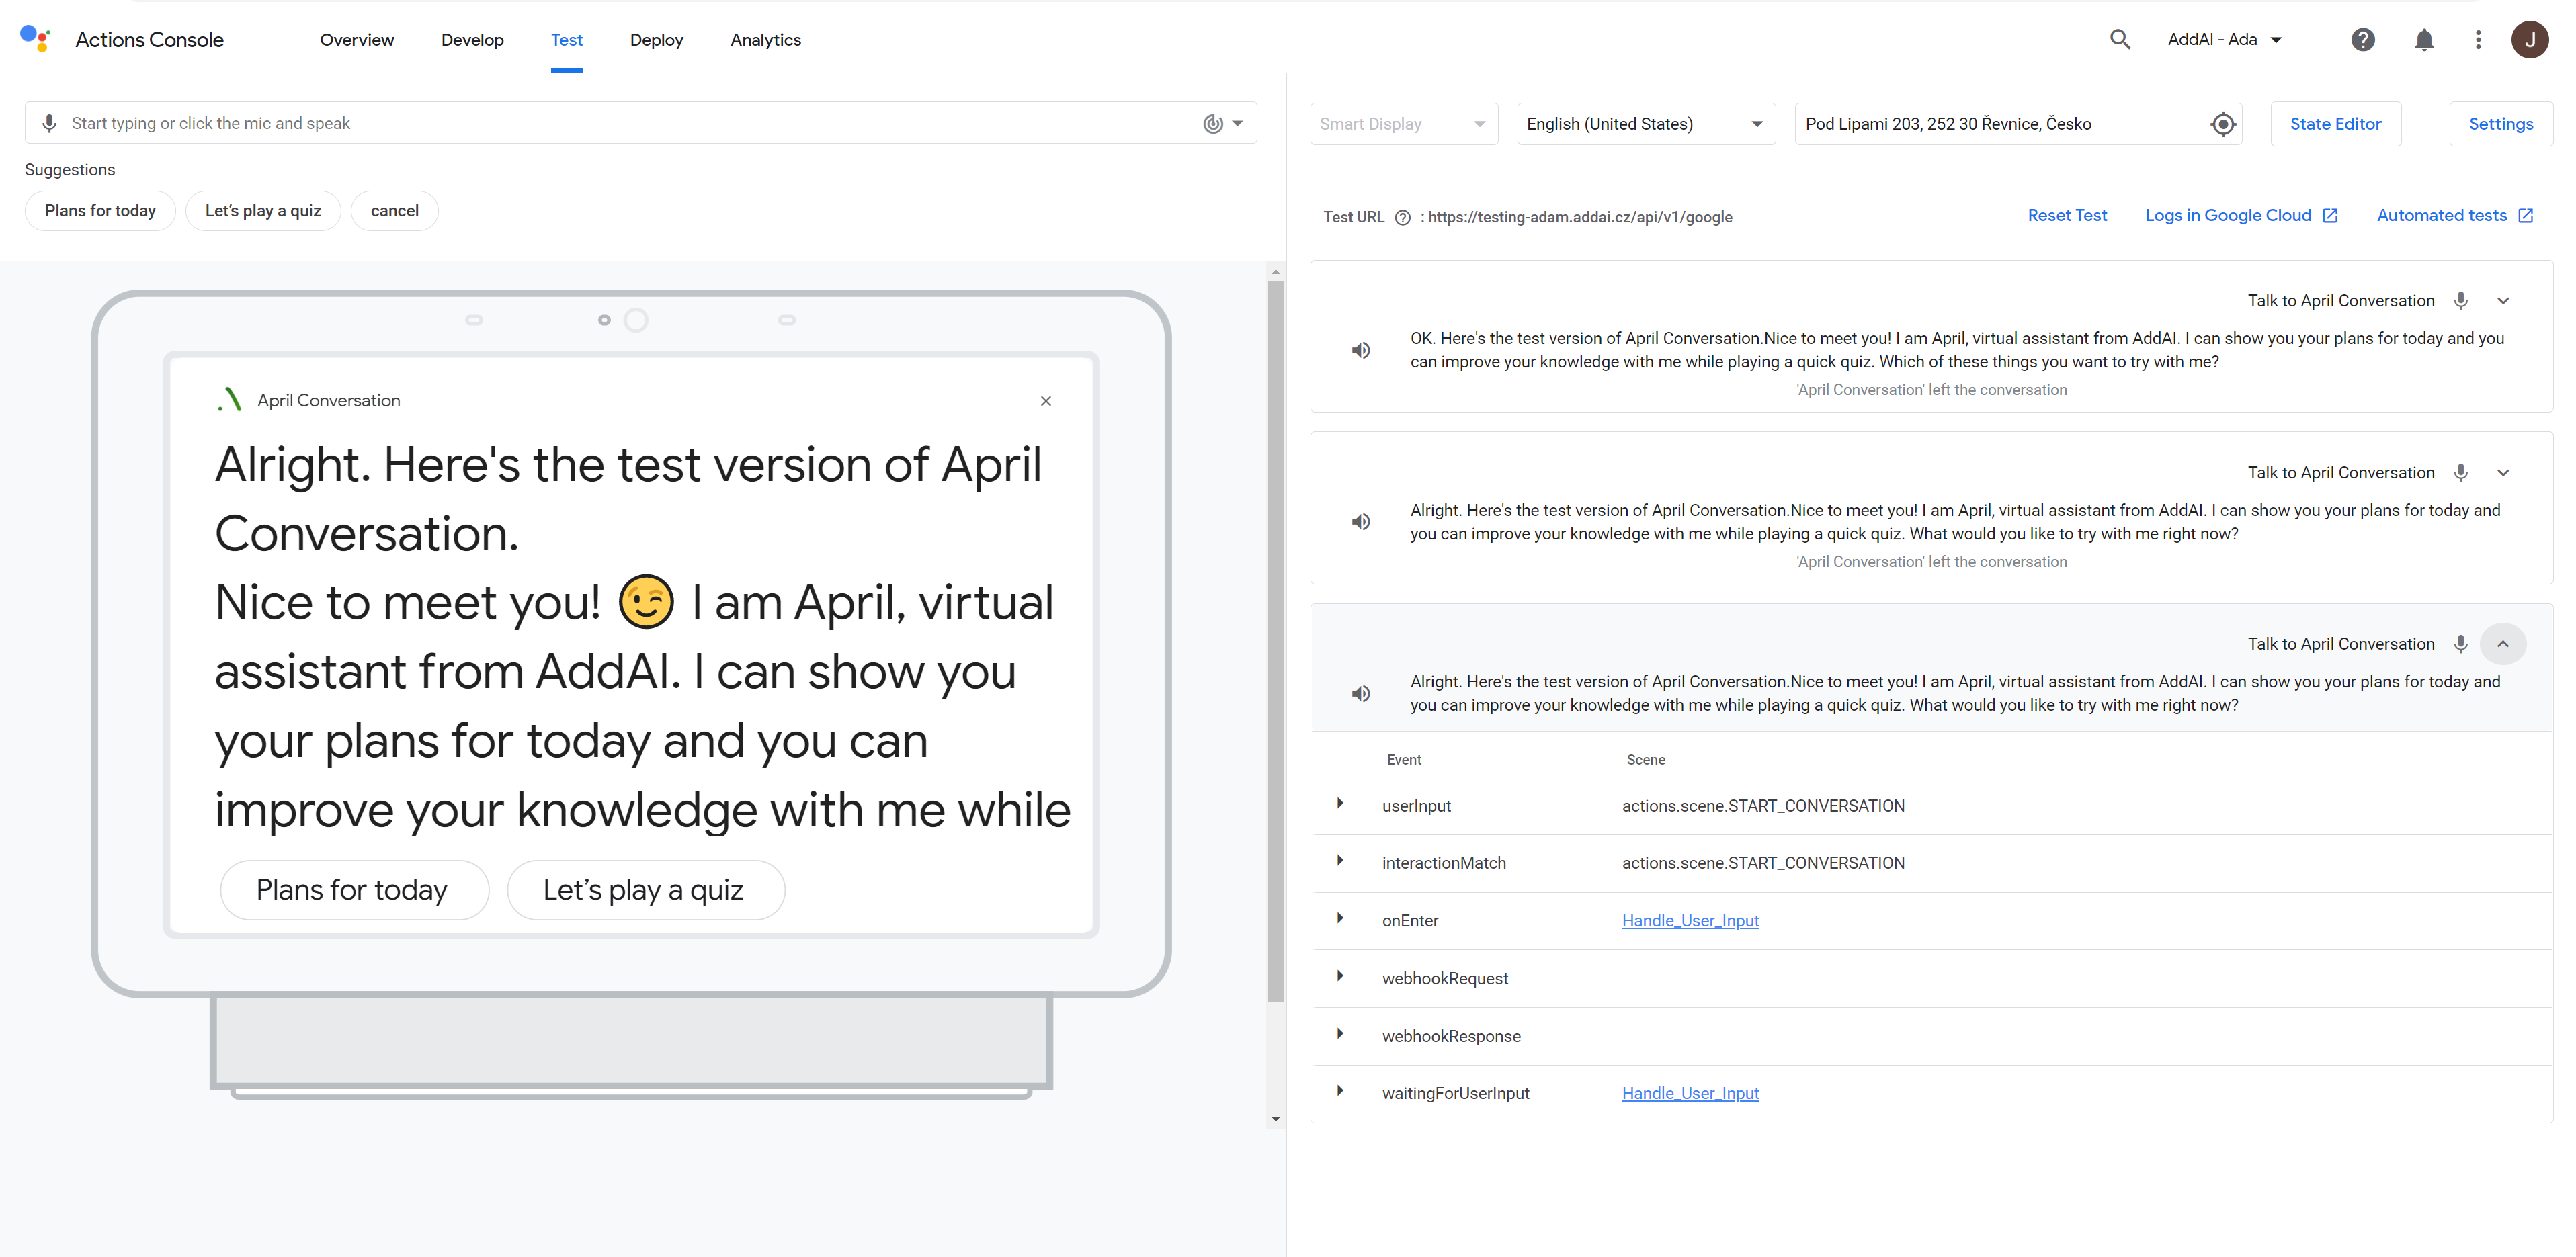 Actions Console
Overview
Develop
Test
Deploy
Analytics
AddAI - Ada
J
Start typing or click the mic and speak
Suggestions
Plans for today
Let’s play a quiz
cancel
April Conversation
Alright. Here's the test version of April
Conversation.
Nice to meet you! 😉 I am April, virtual
assistant from AddAI. I can show you
your plans for today and you can
improve your knowledge with me while
Plans for today
Let’s play a quiz
Smart Display
English (United States)
Pod Lipami 203, 252 30 Řevnice, Česko
State Editor
Settings
Test URL : https://testing-adam.addai.cz/api/v1/google
Reset Test
Logs in Google Cloud
Automated tests
Talk to April Conversation
OK. Here's the test version of April Conversation.Nice to meet you! I am April, virtual assistant from AddAI. I can show you your plans for today and you
can improve your knowledge with me while playing a quick quiz. Which of these things you want to try with me?
'April Conversation' left the conversation
Talk to April Conversation
Alright. Here's the test version of April Conversation.Nice to meet you! I am April, virtual assistant from AddAI. I can show you your plans for today and
you can improve your knowledge with me while playing a quick quiz. What would you like to try with me right now?
'April Conversation' left the conversation
Talk to April Conversation
Alright. Here's the test version of April Conversation.Nice to meet you! I am April, virtual assistant from AddAI. I can show you your plans for today and
you can improve your knowledge with me while playing a quick quiz. What would you like to try with me right now?
Event Scene
userInput actions.scene.START_CONVERSATION
interactionMatch actions.scene.START_CONVERSATION
onEnter Handle_User_Input
webhookRequest
webhookResponse
waitingForUserInput Handle_User_Input